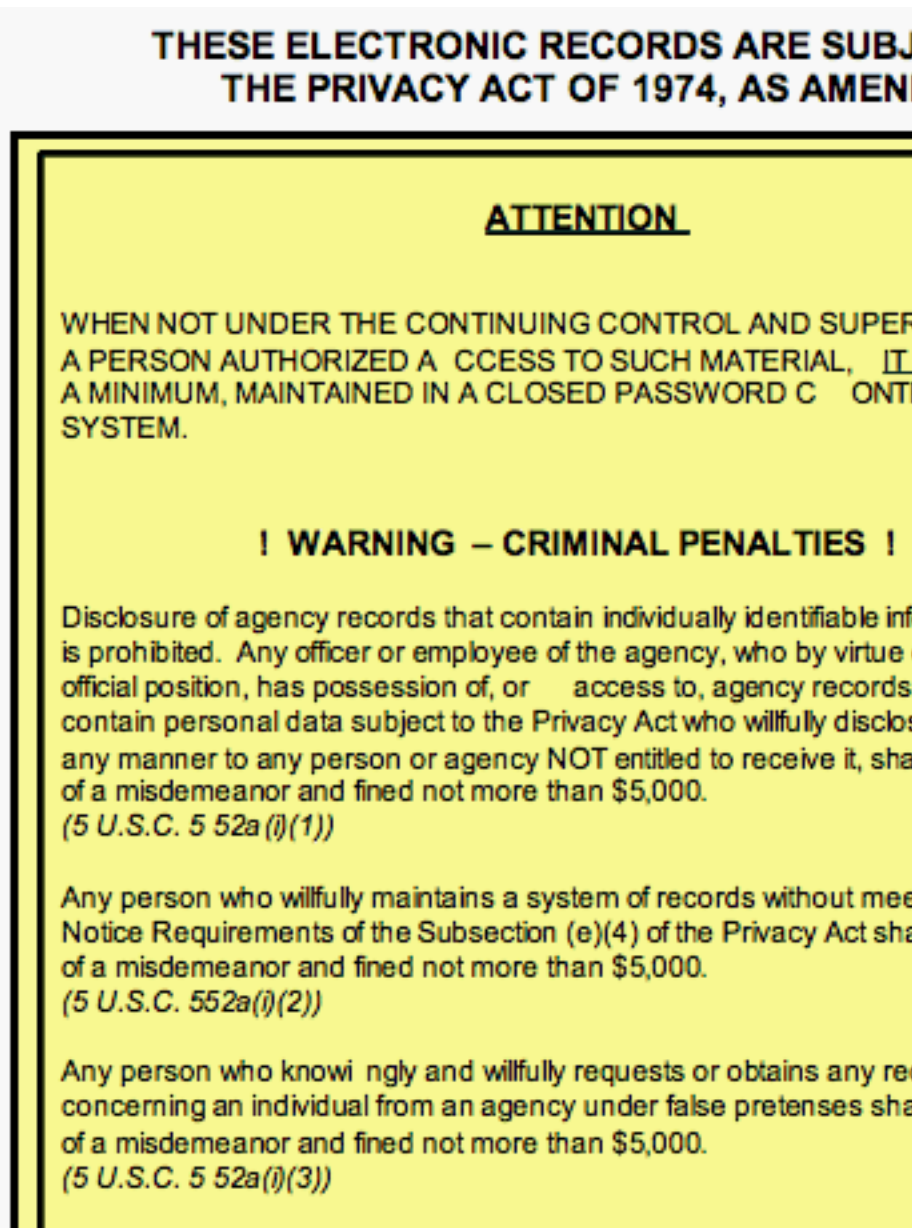 THESE ELECTRONIC RECORDS ARE SUBJ
THE PRIVACY ACT OF 1974, AS AMEN
ATTENTION
WHEN NOT UNDER THE CONTINUING CONTROL AND SUPER
A PERSON AUTHORIZED A CCESS TO SUCH MATERIAL, IT
A MINIMUM, MAINTAINED IN A CLOSED PASSWORD C ONT
SYSTEM.
! WARNING – CRIMINAL PENALTIES !
Disclosure of agency records that contain individually identifiable inf
is prohibited. Any officer or employee of the agency, who by virtue
official position, has possession of, or access to, agency records
contain personal data subject to the Privacy Act who willfully disclos
any manner to any person or agency NOT entitled to receive it, sha
of a misdemeanor and fined not more than $5,000.
(5 U.S.C. 5 52a (i)(1))
Any person who willfully maintains a system of records without mee
Notice Requirements of the Subsection (e)(4) of the Privacy Act sha
of a misdemeanor and fined not more than $5,000.
(5 U.S.C. 552a(i)(2))
Any person who knowi ngly and willfully requests or obtains any re
concerning an individual from an agency under false pretenses sha
of a misdemeanor and fined not more than $5,000.
(5 U.S.C. 5 52a(i)(3))